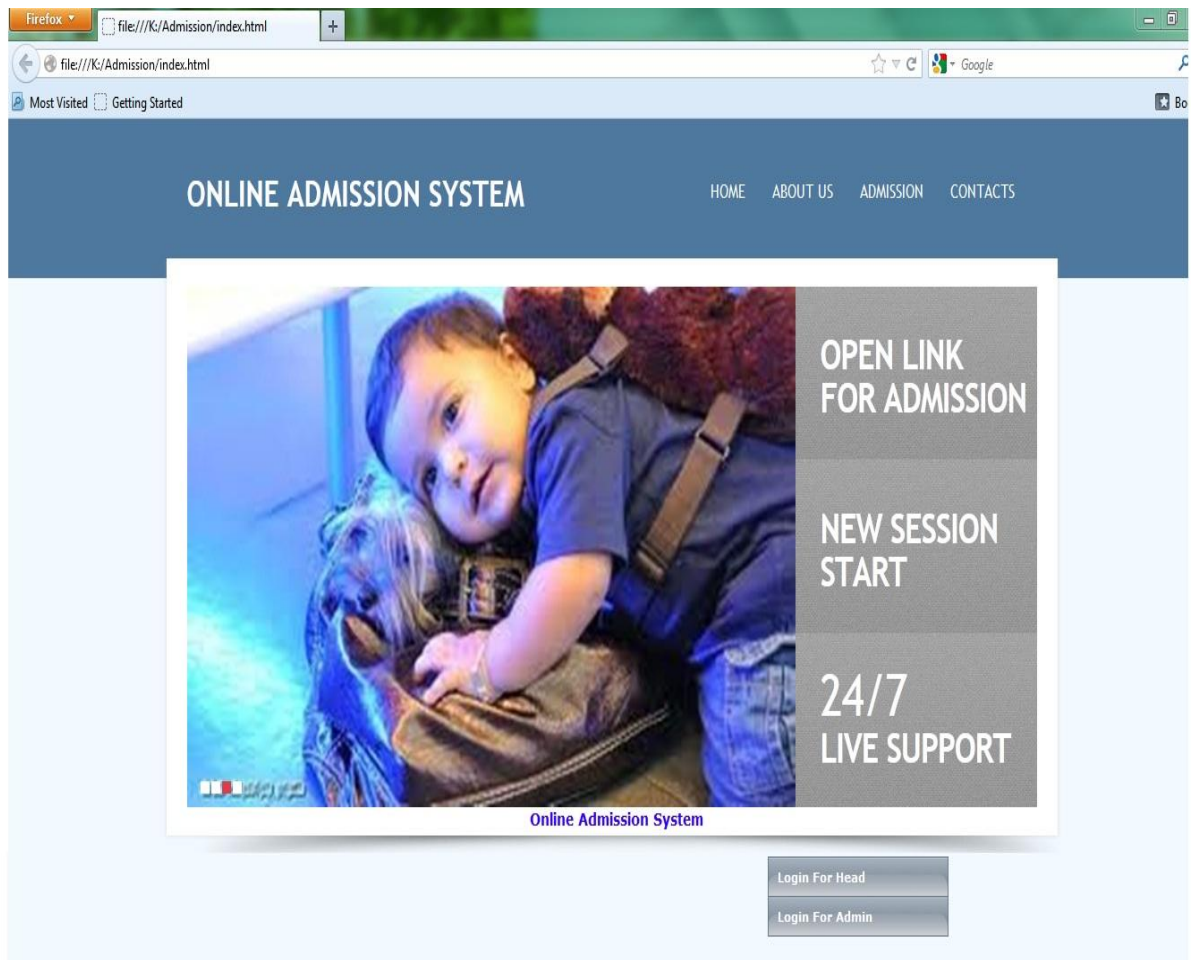 Firefox
file:///K:/Admission/index.html
+
file:///K:/Admission/index.html
Google
Most Visited
Getting Started
ONLINE ADMISSION SYSTEM
HOME
ABOUT US
ADMISSION
CONTACTS
OPEN LINK
FOR ADMISSION
NEW SESSION
START
24/7
LIVE SUPPORT
Online Admission System
Login For Head
Login For Admin